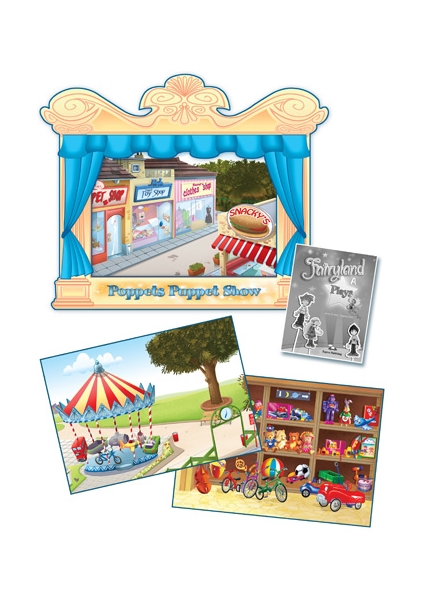 PET SHOP
Toy Shop
clothes shop
SNACKY'S
Poppets Puppet Show
Fairyland
Plays